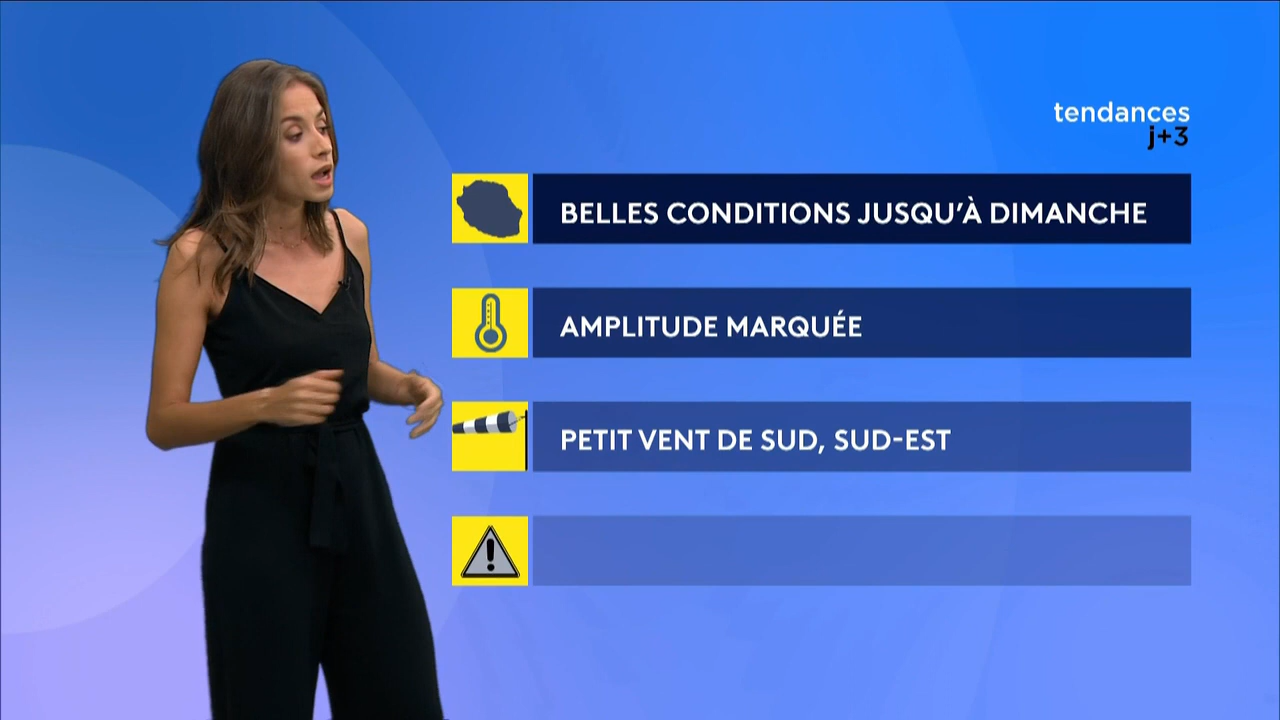 tendances
j+3
BELLES CONDITIONS JUSQU'À DIMANCHE
AMPLITUDE MARQUÉE
PETIT VENT DE SUD, SUD-EST